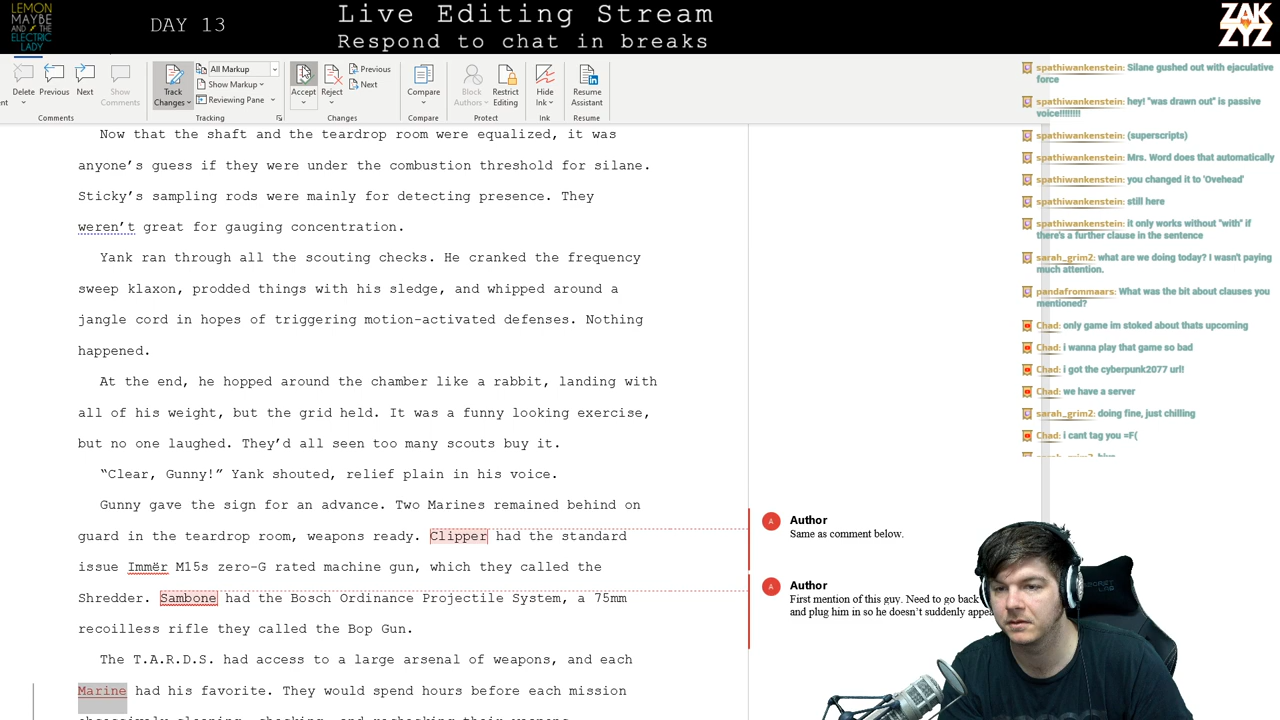 LEMON
MAYBE
AND THE
ELECTRIC
LADY
DAY 13
Live Editing Stream
Respond to chat in breaks
ZAK
ZYZ
Delete
Previous
Next
Show
Comments
Comments
Track
Changes
All Markup
Show Markup
Reviewing Pane
Tracking
Accept
Reject
Previous
Next
Changes
Compare
Compare
Block
Authors
Restrict
Editing
Protect
Hide
Ink
Ink
Resume
Assistant
Resume
Now that the shaft and the teardrop room were equalized, it was
anyone’s guess if they were under the combustion threshold for silane.
Sticky’s sampling rods were mainly for detecting presence. They
weren’t great for gauging concentration.
Yank ran through all the scouting checks. He cranked the frequency
sweep klaxon, prodded things with his sledge, and whipped around a
jangle cord in hopes of triggering motion-activated defenses. Nothing
happened.
At the end, he hopped around the chamber like a rabbit, landing with
all of his weight, but the grid held. It was a funny looking exercise,
but no one laughed. They’d all seen too many scouts buy it.
“Clear, Gunny!” Yank shouted, relief plain in his voice.
Gunny gave the sign for an advance. Two Marines remained behind on
guard in the teardrop room, weapons ready. Clipper had the standard
issue Immër M15s zero-G rated machine gun, which they called the
Shredder. Sambone had the Bosch Ordinance Projectile System, a 75mm
recoilless rifle they called the Bop Gun.
The T.A.R.D.S. had access to a large arsenal of weapons, and each
Marine had his favorite. They would spend hours before each mission
obsessively cleaning, checking, and rechecking their weapons.
A
Author
Same as comment below.
A
Author
First mention of this guy. Need to go back
and plug him in so he doesn’t suddenly appe
spathiwankenstein: Silane gushed out with ejaculative
force
spathiwankenstein: hey! "was drawn out" is passive
voice!!!!!!!!
spathiwankenstein: (superscripts)
spathiwankenstein: Mrs. Word does that automatically
spathiwankenstein: you changed it to 'Ovehead'
spathiwankenstein: still here
spathiwankenstein: it only works without "with" if
there's a further clause in the sentence
sarah_grim2: what are we doing today? I wasn't paying
much attention.
pandafrommaars: What was the bit about clauses you
mentioned?
Chad: only game im stoked about thats upcoming
Chad: i wanna play that game so bad
Chad: i got the cyberpunk2077 url!
Chad: we have a server
sarah_grim2: doing fine, just chilling
Chad: i cant tag you =F(